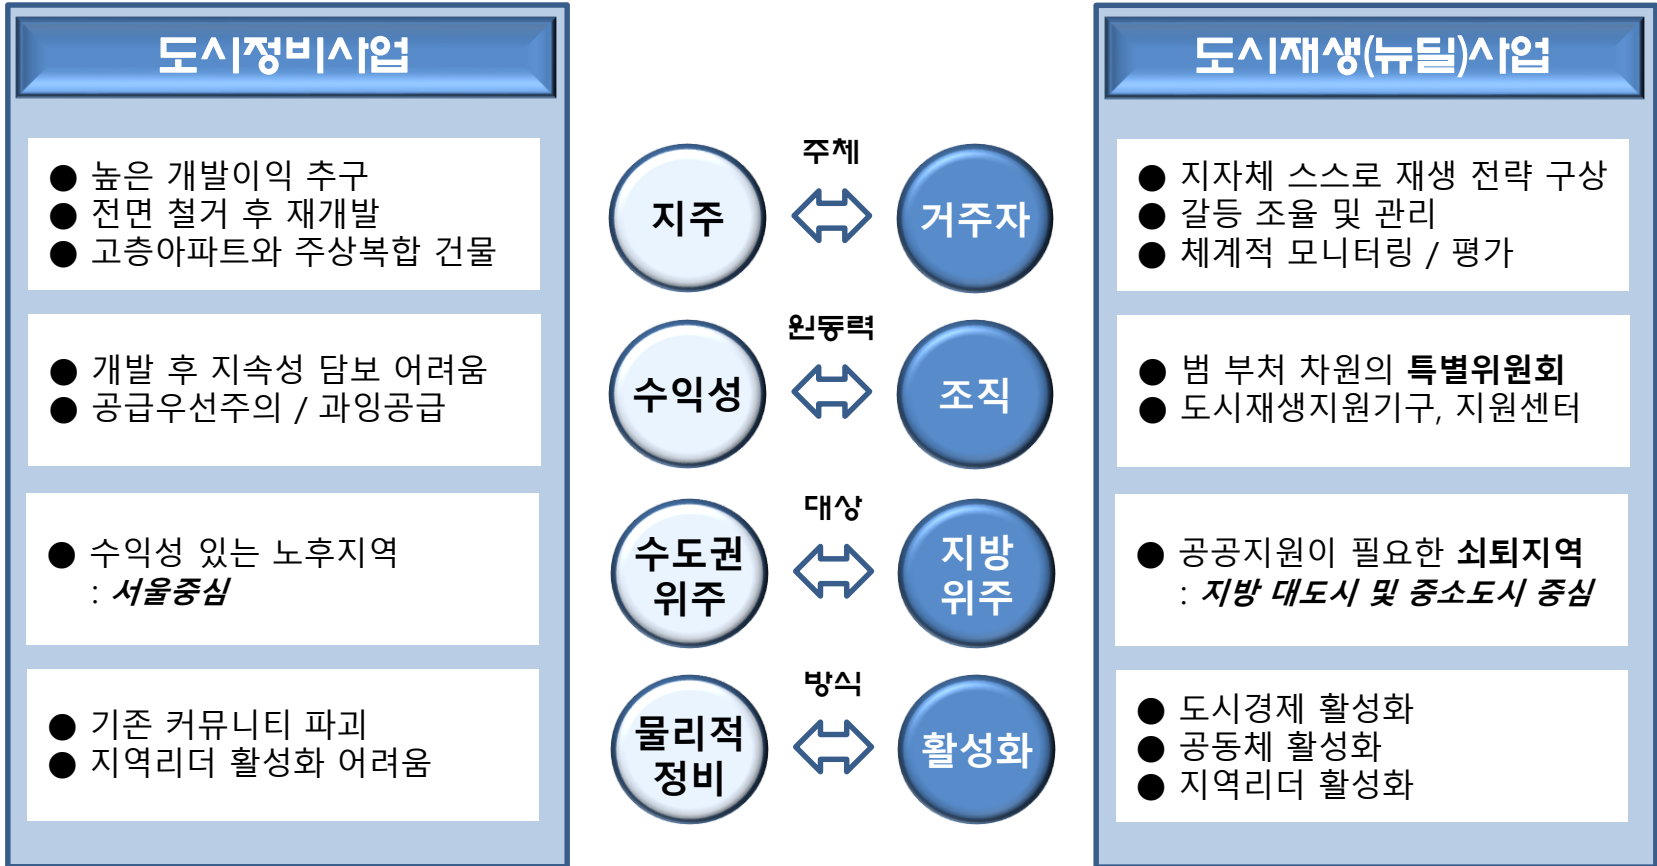 도시정비사업
● 높은 개발이익 추구
● 전면 철거 후 재개발
● 고층아파트와 주상복합 건물
● 개발 후 지속성 담보 어려움
● 공급우선주의 / 과잉공급
● 수익성 있는 노후지역
: 서울중심
● 기존 커뮤니티 파괴
● 지역리더 활성화 어려움
주체
지주
거주자
원동력
수익성
조직
대상
수도권
위주
지방
위주
방식
물리적
정비
활성화
도시재생(뉴딜)사업
● 지자체 스스로 재생 전략 구상
● 갈등 조율 및 관리
● 체계적 모니터링 / 평가
● 범 부처 차원의 특별위원회
● 도시재생지원기구, 지원센터
● 공공지원이 필요한 쇠퇴지역
: 지방 대도시 및 중소도시 중심
● 도시경제 활성화
● 공동체 활성화
● 지역리더 활성화